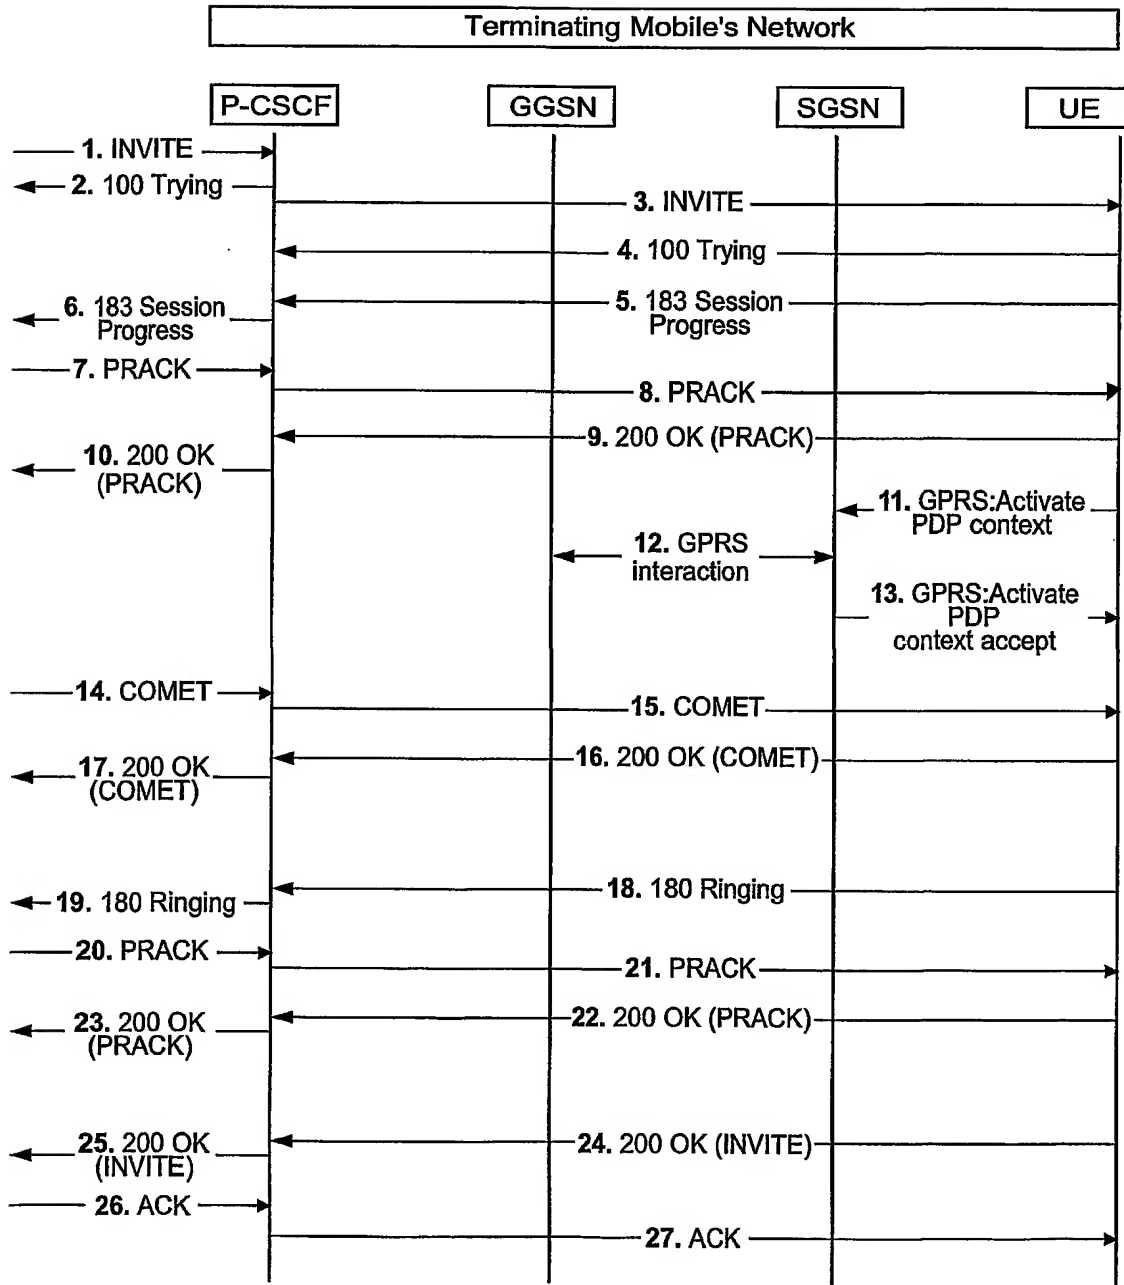 Terminating Mobile's Network
P-CSCF
GGSN
SGSN
UE
1. INVITE
2. 100 Trying
3. INVITE
4. 100 Trying
5. 183 Session
Progress
6. 183 Session
Progress
7. PRACK
8. PRACK
9. 200 OK (PRACK)
10. 200 OK
(PRACK)
11. GPRS:Activate
PDP context
12. GPRS
interaction
13. GPRS:Activate
PDP
context accept
14. COMET
15. COMET
16. 200 OK (COMET)
17. 200 OK
(COMET)
18. 180 Ringing
19. 180 Ringing
20. PRACK
21. PRACK
22. 200 OK (PRACK)
23. 200 OK
(PRACK)
24. 200 OK (INVITE)
25. 200 OK
(INVITE)
26. ACK
27. ACK